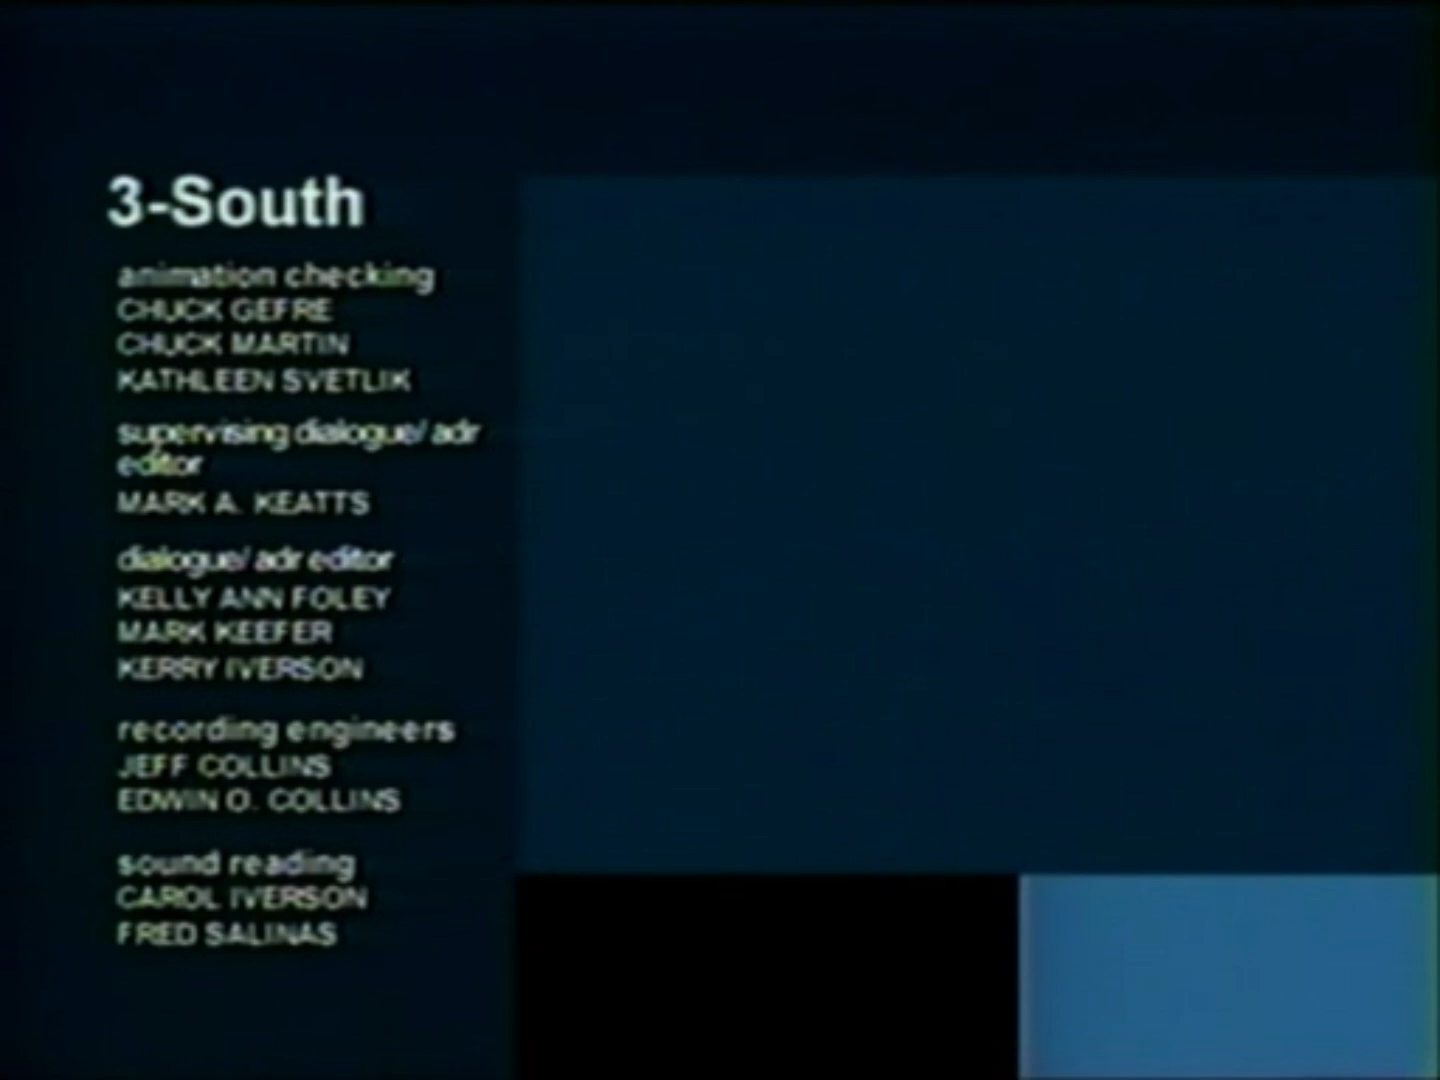 3-South
animation checking
CHUCK GEFRE
CHUCK MARTIN
KATHLEEN SVETLIK
supervising dialogue/ adr
editor
MARK A. KEATTS
dialogue/ adr editor
KELLY ANN FOLEY
MARK KEEFER
KERRY IVERSON
recording engineers
JEFF COLLINS
EDWIN O. COLLINS
sound reading
CAROL IVERSON
FRED SALINAS